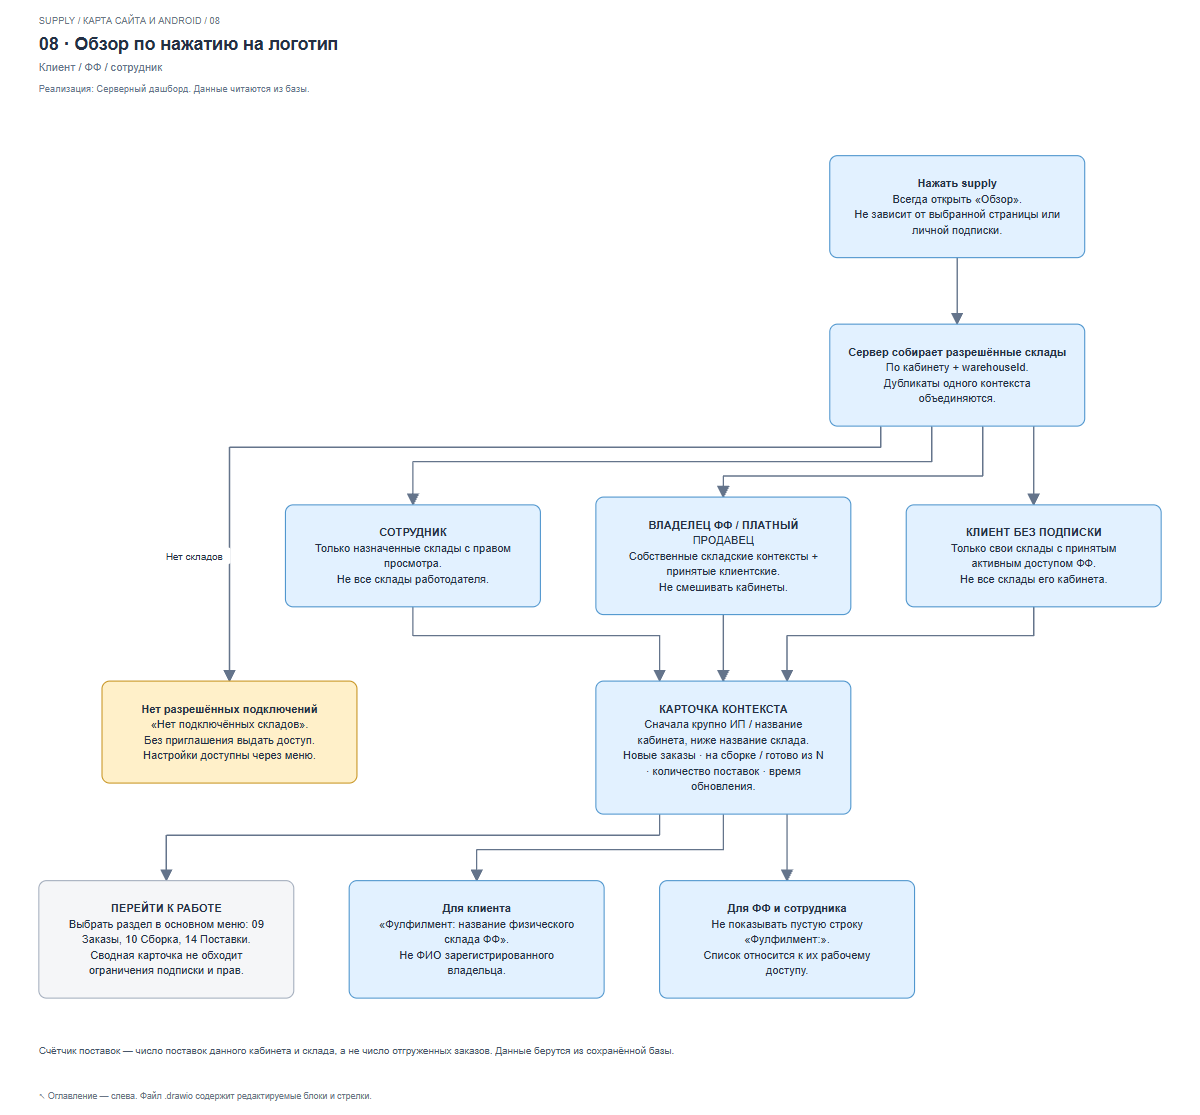 SUPPLY / КАРТА САЙТА И ANDROID / 08
08 · Обзор по нажатию на логотип
Клиент / ФФ / сотрудник
Реализация: Серверный дашборд. Данные читаются из базы.
Нажать supply
Всегда открыть «Обзор».
Не зависит от выбранной страницы или
личной подписки.
Сервер собирает разрешённые склады
По кабинету + warehouseId.
Дубликаты одного контекста
объединяются.
Нет складов
СОТРУДНИК
Только назначенные склады с правом
просмотра.
Не все склады работодателя.
ВЛАДЕЛЕЦ ФФ / ПЛАТНЫЙ
ПРОДАВЕЦ
Собственные складские контексты +
принятые клиентские.
Не смешивать кабинеты.
КЛИЕНТ БЕЗ ПОДПИСКИ
Только свои склады с принятым
активным доступом ФФ.
Не все склады его кабинета.
Нет разрешённых подключений
«Нет подключённых складов».
Без приглашения выдать доступ.
Настройки доступны через меню.
КАРТОЧКА КОНТЕКСТА
Сначала крупно ИП / название
кабинета, ниже название склада.
Новые заказы · на сборке / готово из N
· количество поставок · время
обновления.
ПЕРЕЙТИ К РАБОТЕ
Выбрать раздел в основном меню: 09
Заказы, 10 Сборка, 14 Поставки.
Сводная карточка не обходит
ограничения подписки и прав.
Для клиента
«Фулфилмент: название физического
склада ФФ».
Не ФИО зарегистрированного
владельца.
Для ФФ и сотрудника
Не показывать пустую строку
«Фулфилмент:».
Список относится к их рабочему
доступу.
Счётчик поставок — число поставок данного кабинета и склада, а не число отгруженных заказов. Данные берутся из сохранённой базы.
↖ Оглавление — слева. Файл .drawio содержит редактируемые блоки и стрелки.